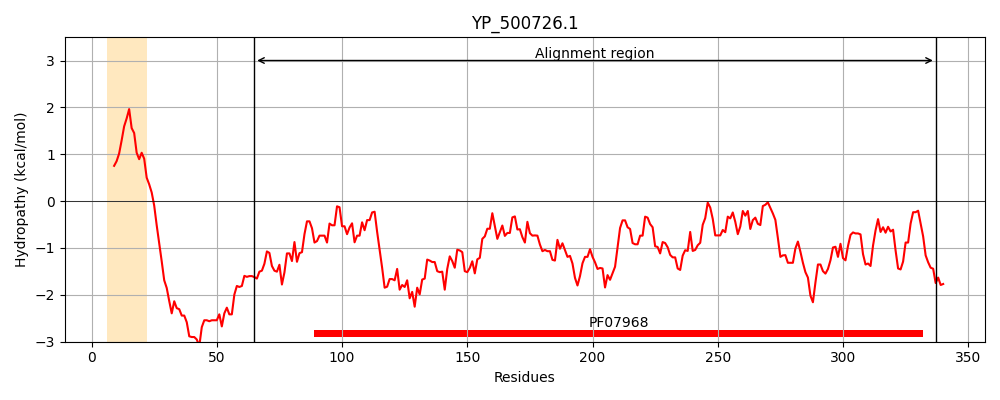 YP_500726.1
Alignment region
PF07968
Hydropathy (kcal/mol)
3
2
1
0
−1
−2
−3
0 50 100 150 200 250 300 350
Residues